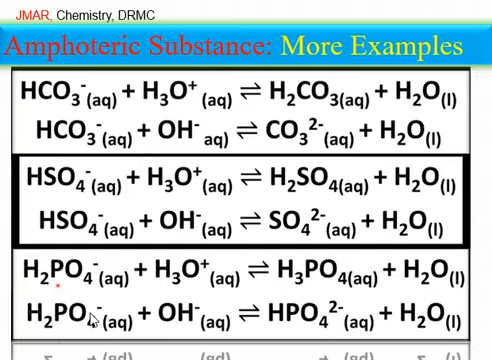 JMAR, Chemistry, DRMC
Amphoteric Substance: More Examples
HCO₃⁻(aq) + H₃O⁺(aq) ⇌ H₂CO₃(aq) + H₂O(l)
HCO₃⁻(aq) + OH⁻ aq) ⇌ CO₃²⁻(aq) + H₂O(l)
HSO₄⁻(aq) + H₃O⁺(aq) ⇌ H₂SO₄(aq) + H₂O(l)
HSO₄⁻(aq) + OH⁻(aq) ⇌ SO₄²⁻(aq) + H₂O(l)
H₂PO₄⁻(aq) + H₃O⁺(aq) ⇌ H₃PO₄(aq) + H₂O(l)
H₂PO₄⁻(aq) + OH⁻(aq) ⇌ HPO₄²⁻(aq) + H₂O(l)